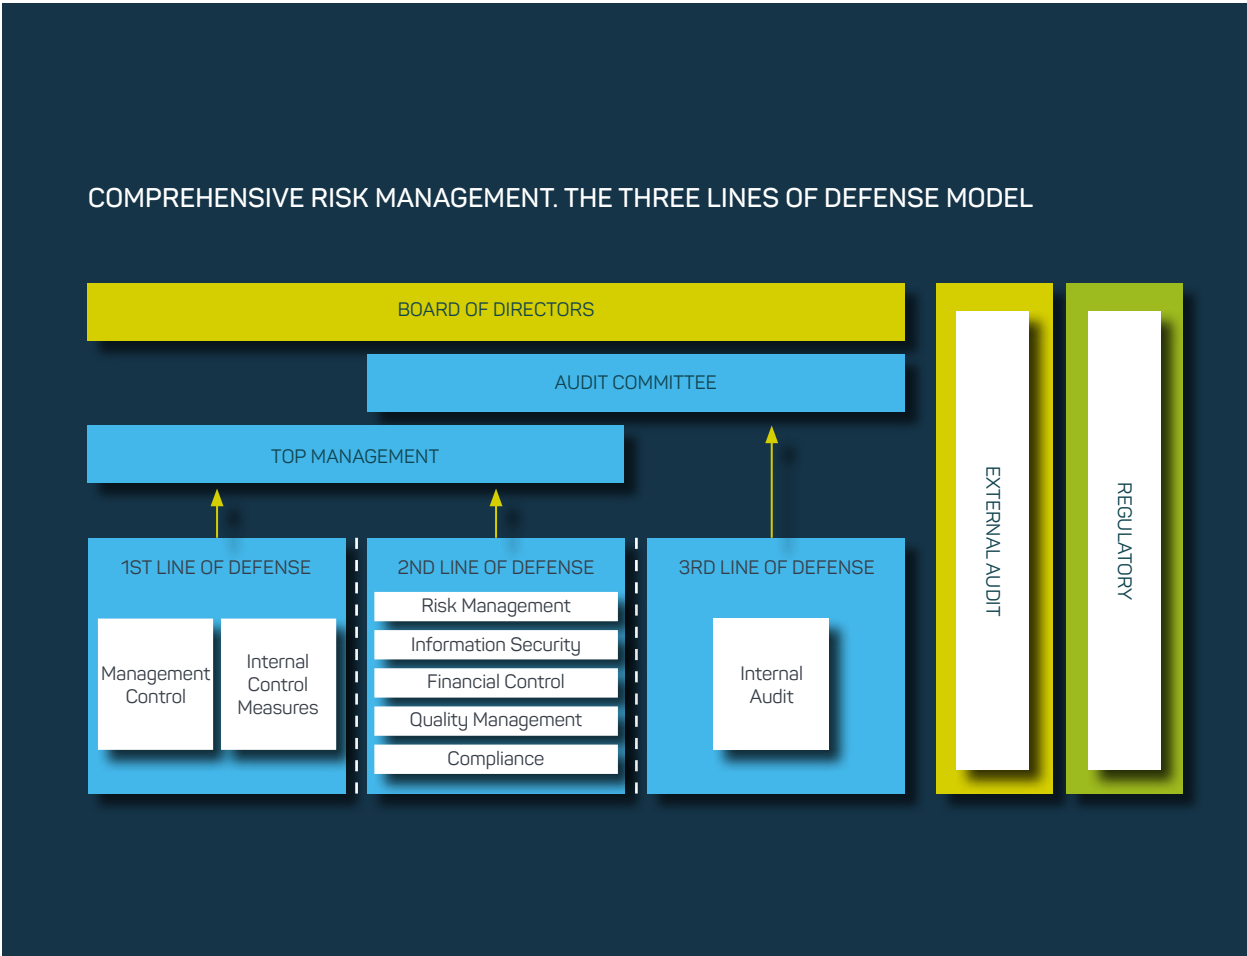 COMPREHENSIVE RISK MANAGEMENT. THE THREE LINES OF DEFENSE MODEL
BOARD OF DIRECTORS
AUDIT COMMITTEE
TOP MANAGEMENT
1ST LINE OF DEFENSE
Management
Control
Internal
Control
Measures
2ND LINE OF DEFENSE
Risk Management
Information Security
Financial Control
Quality Management
Compliance
3RD LINE OF DEFENSE
Internal
Audit
EXTERNAL AUDIT
REGULATORY